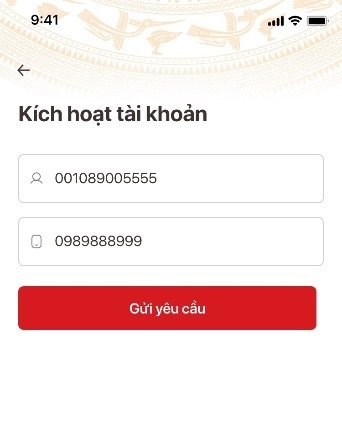 9:41
Kích hoạt tài khoản
001089005555
0989888999
Gửi yêu cầu